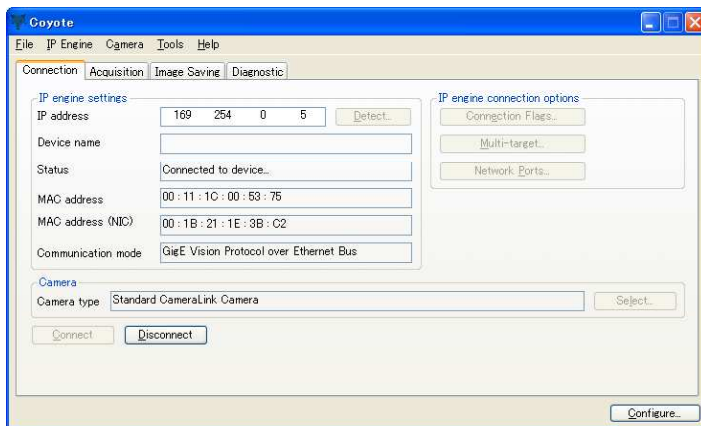 Coyote
File IP Engine Camera Tools Help
Connection Acquisition Image Saving Diagnostic
IP engine settings
IP address 169 254 0 5 Detect...
Device name
Status Connected to device...
MAC address 00 : 11 : 1C : 00 : 53 : 75
MAC address (NIC) 00 : 1B : 21 : 1E : 3B : C2
Communication mode GigE Vision Protocol over Ethernet Bus
IP engine connection options
Connection Flags...
Multi-target...
Network Ports...
Camera
Camera type Standard CameraLink Camera Select...
Connect Disconnect
Configure...